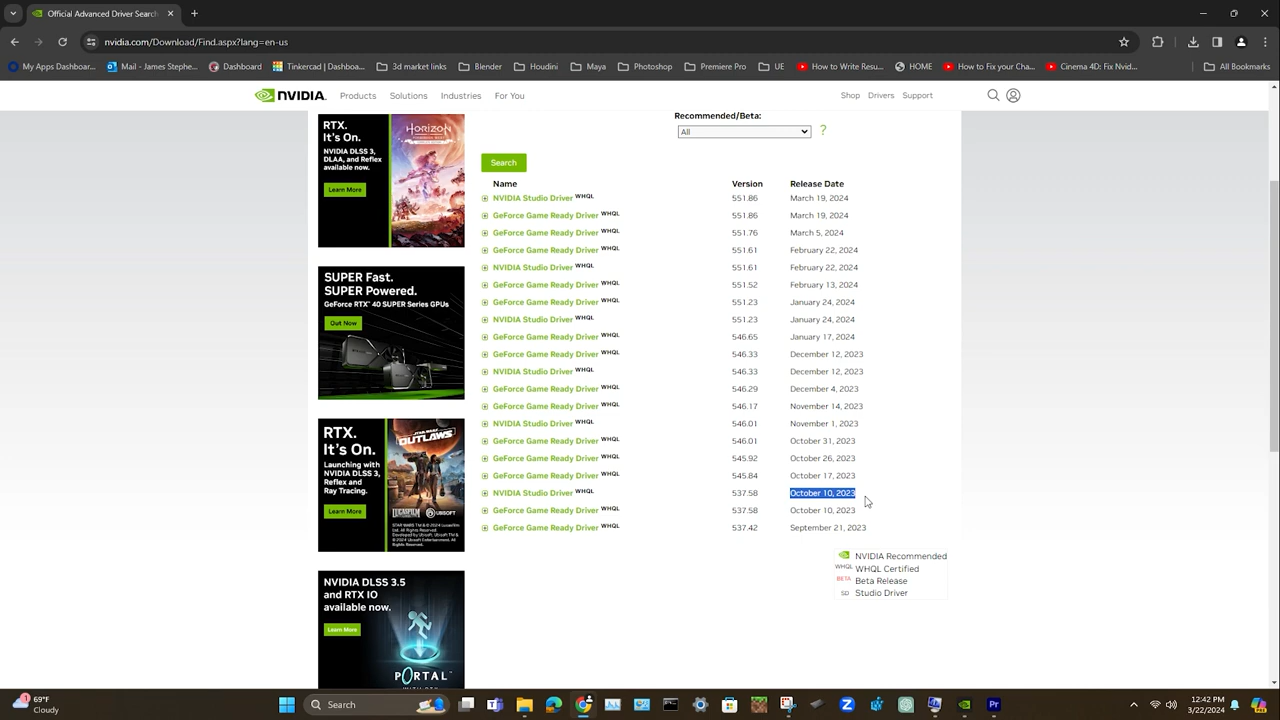 Official Drivers | NVIDIA
nvidia.com/Download/Find.aspx?lang=en-us
My Apps Dashboar... Mail - James Stephe... Dashboard Tinkercad | Dashboa... 3d market links Blender Houdini Maya Photoshop Premiere Pro UE How to Write Resu... HOME How to Fix Your Cha... Cinema 4D: Fix Nvid... All Bookmarks
NVIDIA. Products Solutions Industries For You Shop Drivers Support
Recommended/Beta:
All ?
Search
Name Version Release Date
NVIDIA Studio Driver WHQL 551.86 March 19, 2024
GeForce Game Ready Driver WHQL 551.86 March 19, 2024
GeForce Game Ready Driver WHQL 551.76 March 5, 2024
GeForce Game Ready Driver WHQL 551.61 February 22, 2024
NVIDIA Studio Driver WHQL 551.61 February 22, 2024
GeForce Game Ready Driver WHQL 551.52 February 13, 2024
GeForce Game Ready Driver WHQL 551.23 January 24, 2024
NVIDIA Studio Driver WHQL 551.23 January 24, 2024
GeForce Game Ready Driver WHQL 546.65 January 17, 2024
GeForce Game Ready Driver WHQL 546.33 December 12, 2023
NVIDIA Studio Driver WHQL 546.33 December 12, 2023
GeForce Game Ready Driver WHQL 546.29 December 4, 2023
GeForce Game Ready Driver WHQL 546.17 November 14, 2023
NVIDIA Studio Driver WHQL 546.01 November 1, 2023
GeForce Game Ready Driver WHQL 546.01 October 31, 2023
GeForce Game Ready Driver WHQL 545.92 October 26, 2023
GeForce Game Ready Driver WHQL 545.84 October 17, 2023
NVIDIA Studio Driver WHQL 537.58 October 10, 2023
GeForce Game Ready Driver WHQL 537.58 October 10, 2023
GeForce Game Ready Driver WHQL 537.42 September 21, 2023
NVIDIA Recommended
WHQL WHQL Certified
BETA Beta Release
SD Studio Driver
RTX.
It's On.
NVIDIA DLSS 3,
DLAA, and Reflex
available now.
Learn More
HORIZON
SUPER Fast.
SUPER Powered.
GeForce RTX™ 40 SUPER Series GPUs
Out Now
RTX.
It's On.
Launching with
NVIDIA DLSS 3,
Reflex and
Ray Tracing.
Learn More
STAR WARS
OUTLAWS
LUCASFILM GAMES
UBISOFT
NVIDIA DLSS 3.5
and RTX IO
available now.
Learn More
PORTAL
WITH RTX
69°F
Cloudy
Search
12:42 PM
3/22/2024